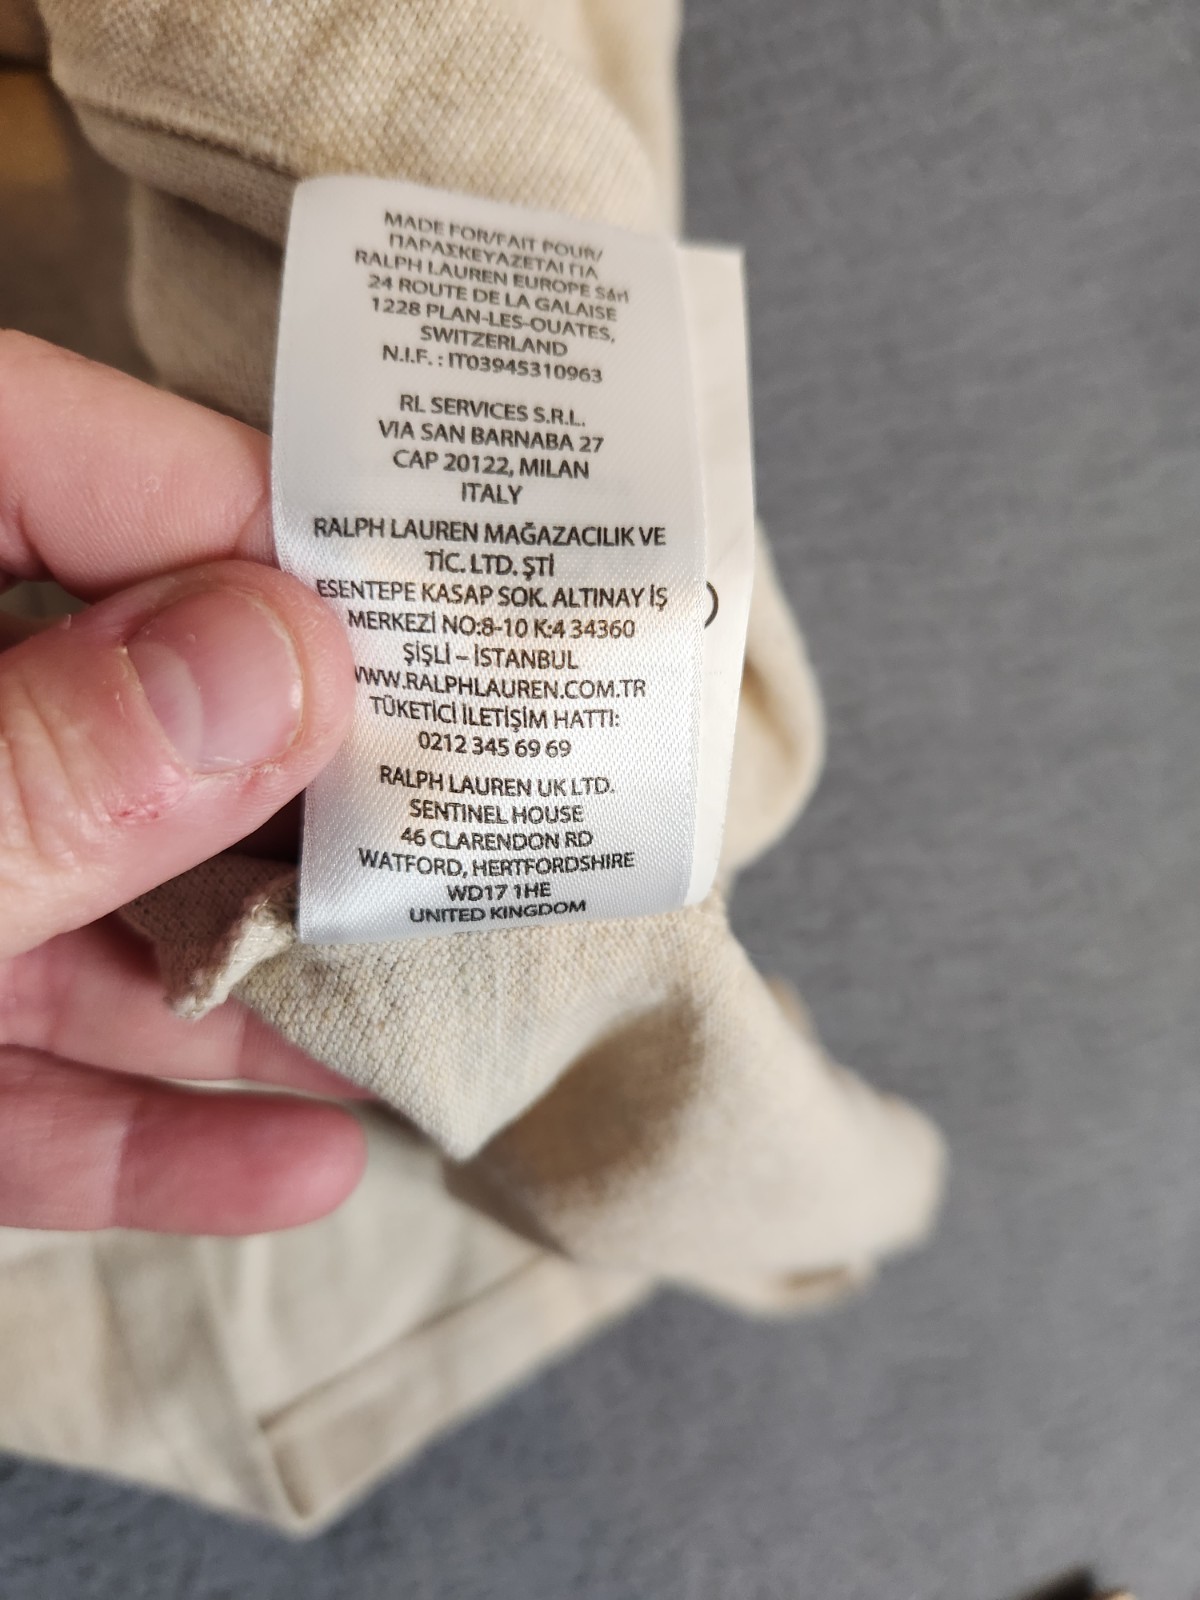 MADE FOR/FAIT POUR/
ΠΑΡΑΣΚΕΥΑΖΕΤΑΙ ΓΙΑ
RALPH LAUREN EUROPE Sárl
24 ROUTE DE LA GALAISE
1228 PLAN-LES-OUATES,
SWITZERLAND
N.I.F. : IT03945310963
RL SERVICES S.R.L.
VIA SAN BARNABA 27
CAP 20122, MILAN
ITALY
RALPH LAUREN MAĞAZACILIK VE
TİC. LTD. ŞTİ
ESENTEPE KASAP SOK. ALTINAY İŞ
MERKEZİ NO:8-10 K:4 34360
ŞİŞLİ – İSTANBUL
WWW.RALPHLAUREN.COM.TR
TÜKETİCİ İLETİŞİM HATTI:
0212 345 69 69
RALPH LAUREN UK LTD.
SENTINEL HOUSE
46 CLARENDON RD
WATFORD, HERTFORDSHIRE
WD17 1HE
UNITED KINGDOM